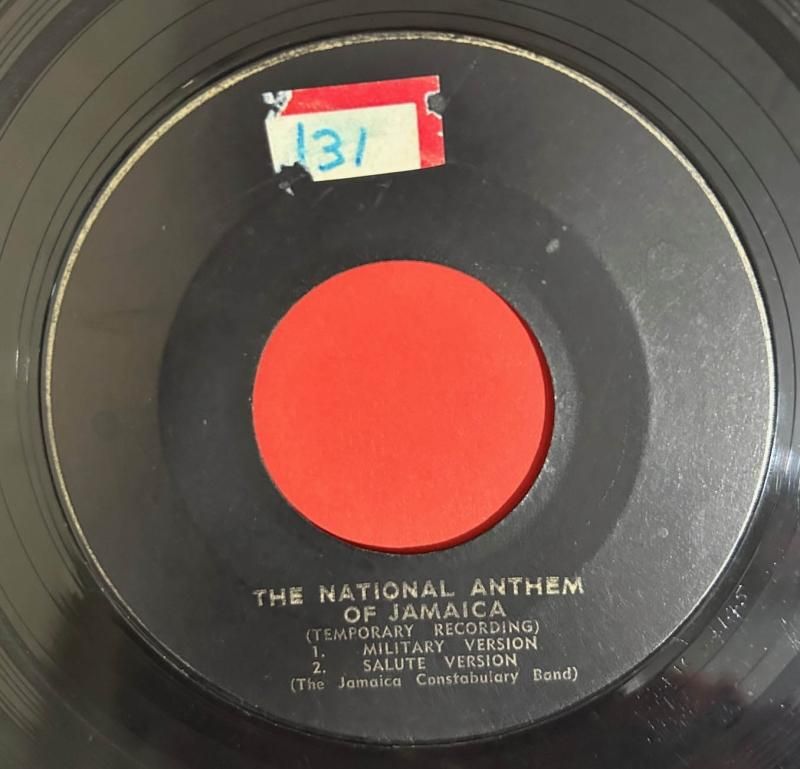 131
THE NATIONAL ANTHEM
OF JAMAICA
(TEMPORARY RECORDING)
1. MILITARY VERSION
2. SALUTE VERSION
(The Jamaica Constabulary Band)